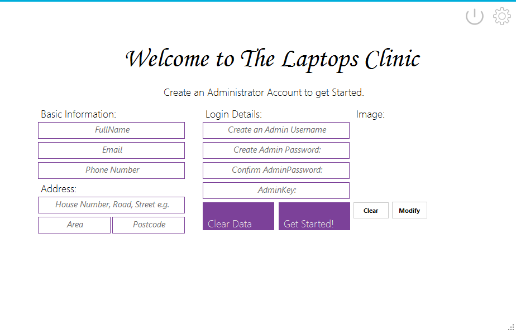 Welcome to The Laptops Clinic
Create an Administrator Account to get Started.
Basic Information:
FullName
Email
Phone Number
Address:
House Number, Road, Street e.g.
Area
Postcode
Login Details:
Create an Admin Username
Create Admin Password:
Confirm AdminPassword:
AdminKey:
Clear Data
Get Started!
Image:
Clear
Modify